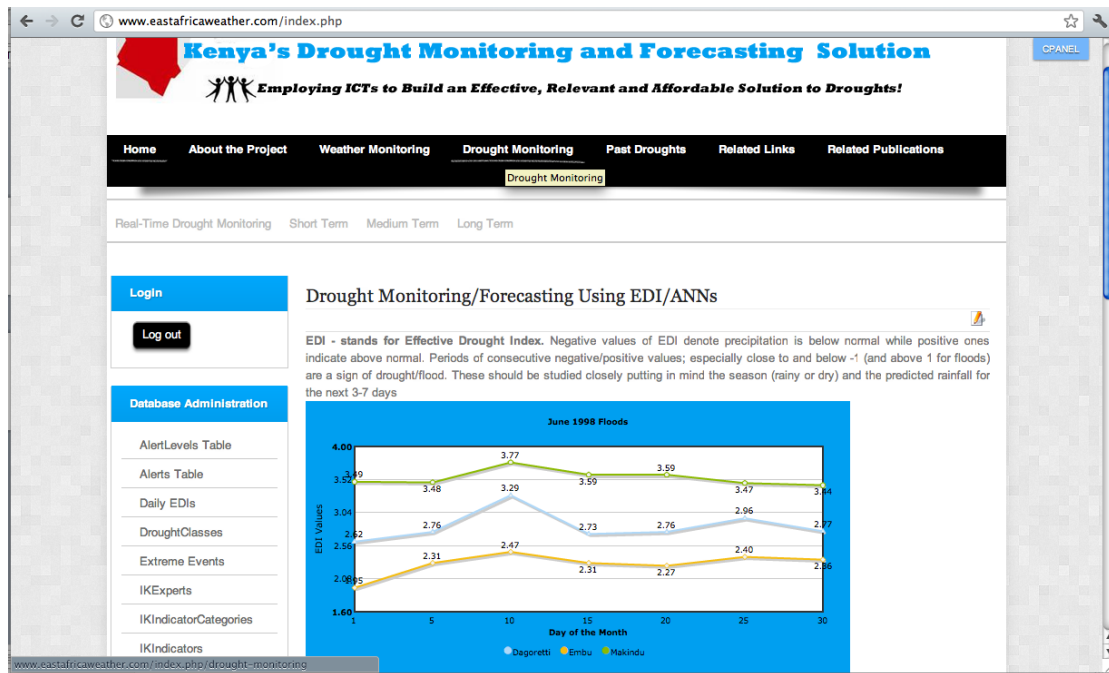 www.eastafricaweather.com/index.php
Kenya's Drought Monitoring and Forecasting Solution
CPANEL
Employing ICTs to Build an Effective, Relevant and Affordable Solution to Droughts!
Home About the Project Weather Monitoring Drought Monitoring Past Droughts Related Links Related Publications
Drought Monitoring
Real-Time Drought Monitoring Short Term Medium Term Long Term
Login
Log out
Database Administration
AlertLevels Table
Alerts Table
Daily EDIs
DroughtClasses
Extreme Events
IKExperts
IKIndicatorCategories
IKIndicators
Drought Monitoring/Forecasting Using EDI/ANNs
EDI - stands for Effective Drought Index. Negative values of EDI denote precipitation is below normal while positive ones
indicate above normal. Periods of consecutive negative/positive values; especially close to and below -1 (and above 1 for floods)
are a sign of drought/flood. These should be studied closely putting in mind the season (rainy or dry) and the predicted rainfall for
the next 3-7 days
June 1998 Floods
EDI Values
4.00
3.52
3.04
2.56
2.08
1.60
3.49 3.48 3.77 3.59 3.59 3.47 3.44
2.62 2.76 3.29 2.73 2.76 2.96 2.77
1.95 2.31 2.47 2.31 2.27 2.40 2.36
1 5 10 15 20 25 30
Day of the Month
Dagoretti Embu Makindu
www.eastafricaweather.com/index.php/drought-monitoring